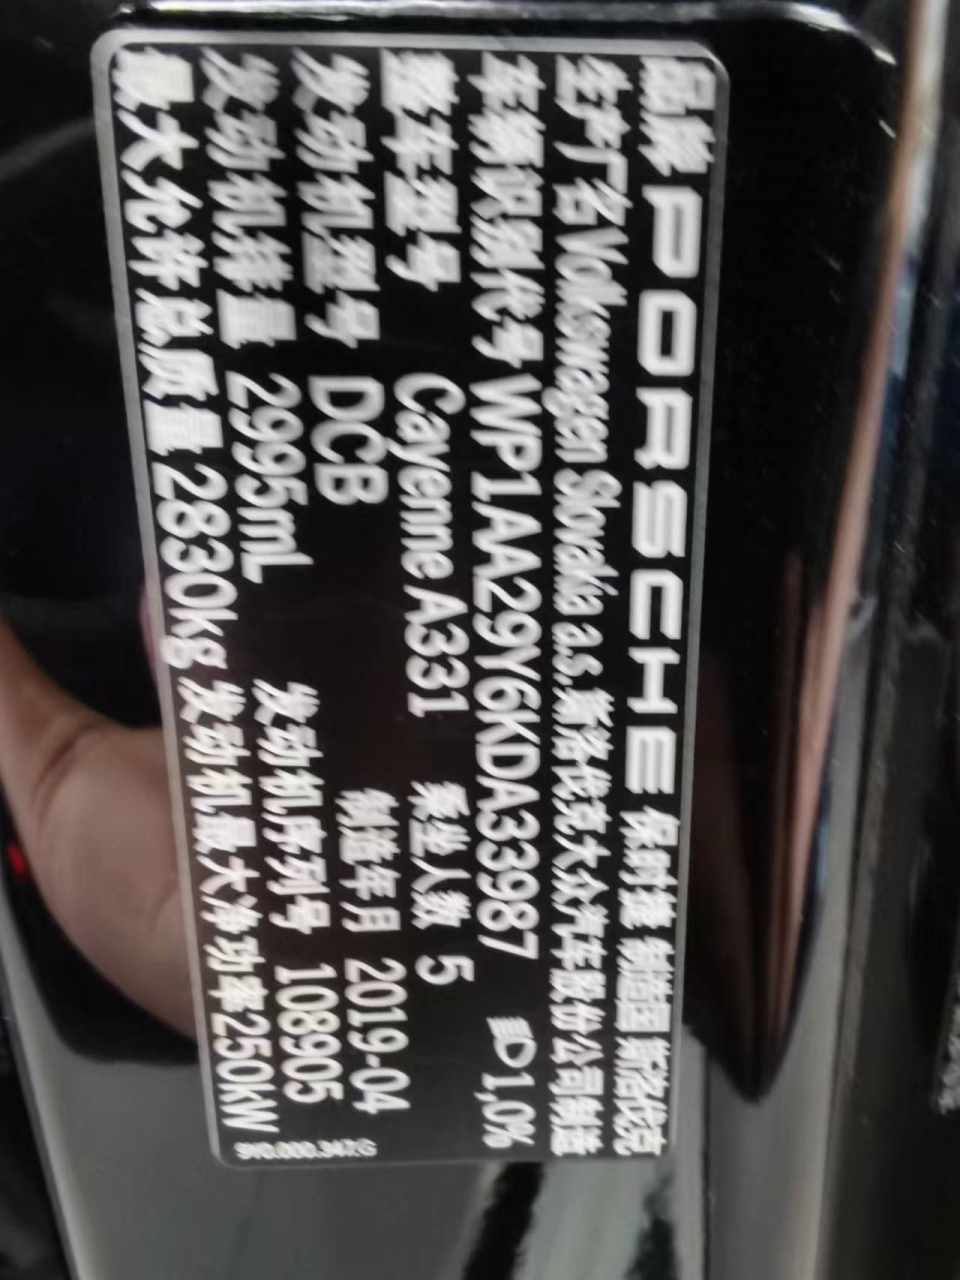 品牌 PORSCHE 保时捷 制造国 斯洛伐克
生产厂名 Volkswagen Slovakia a.s. 斯洛伐克大众汽车股份公司制造
车辆识别代号 WP1AA29Y6KDA33987 1,0%
整车型号 Cayenne A331 乘坐人数 5
发动机型号 DCB 制造年月 2019-04
发动机排量 2995mL 发动机序列号 108905
最大允许总质量 2830kg 发动机最大净功率 250kW
9Y0.000.347.G